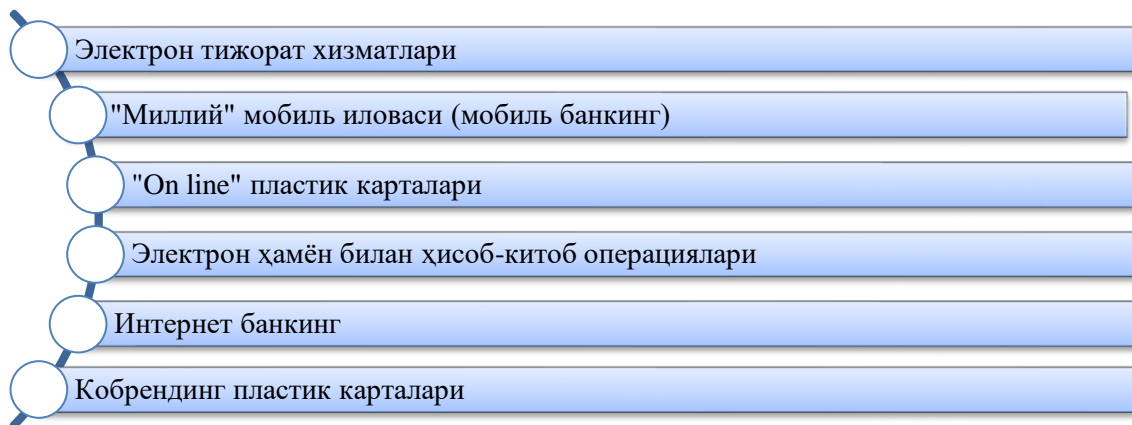 Электрон тижорат хизматлари
"Миллий" мобиль иловаси (мобиль банкинг)
"On line" пластик карталари
Электрон ҳамён билан ҳисоб-китоб операциялари
Интернет банкинг
Кобрендинг пластик карталари